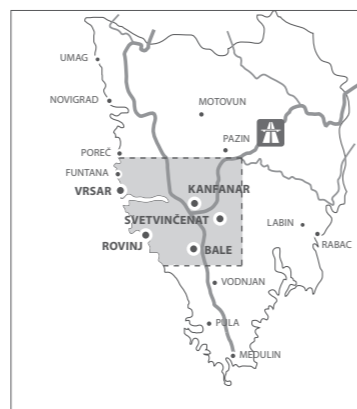 UMAG
NOVIGRAD
MOTOVUN
PAZIN
POREČ
FUNTANA
VRSAR
KANFANAR
SVETVINČENAT
LABIN
RABAC
ROVINJ
BALE
VODNJAN
PULA
MEDULIN